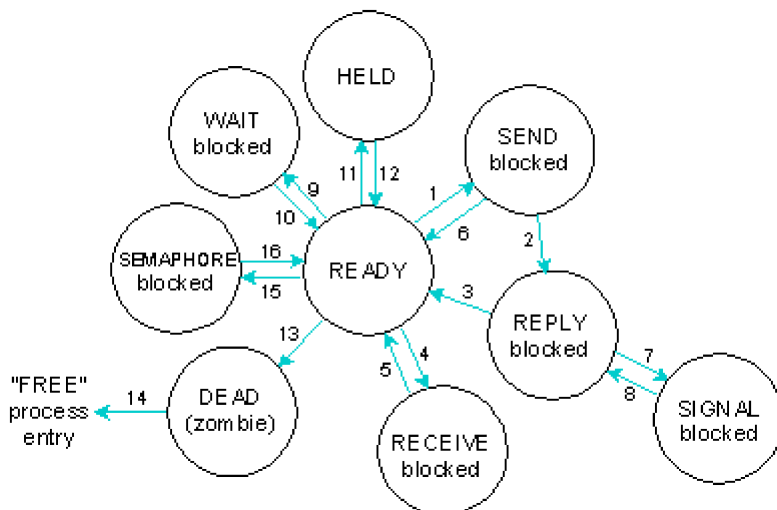 HELD
WAIT
blocked
SEND
blocked
11
12
9
1
10
6
2
SEMAPHORE
blocked
16
15
READY
3
REPLY
blocked
13
4
5
7
8
"FREE"
process
entry
14
DEAD
(zombie)
RECEIVE
blocked
SIGNAL
blocked